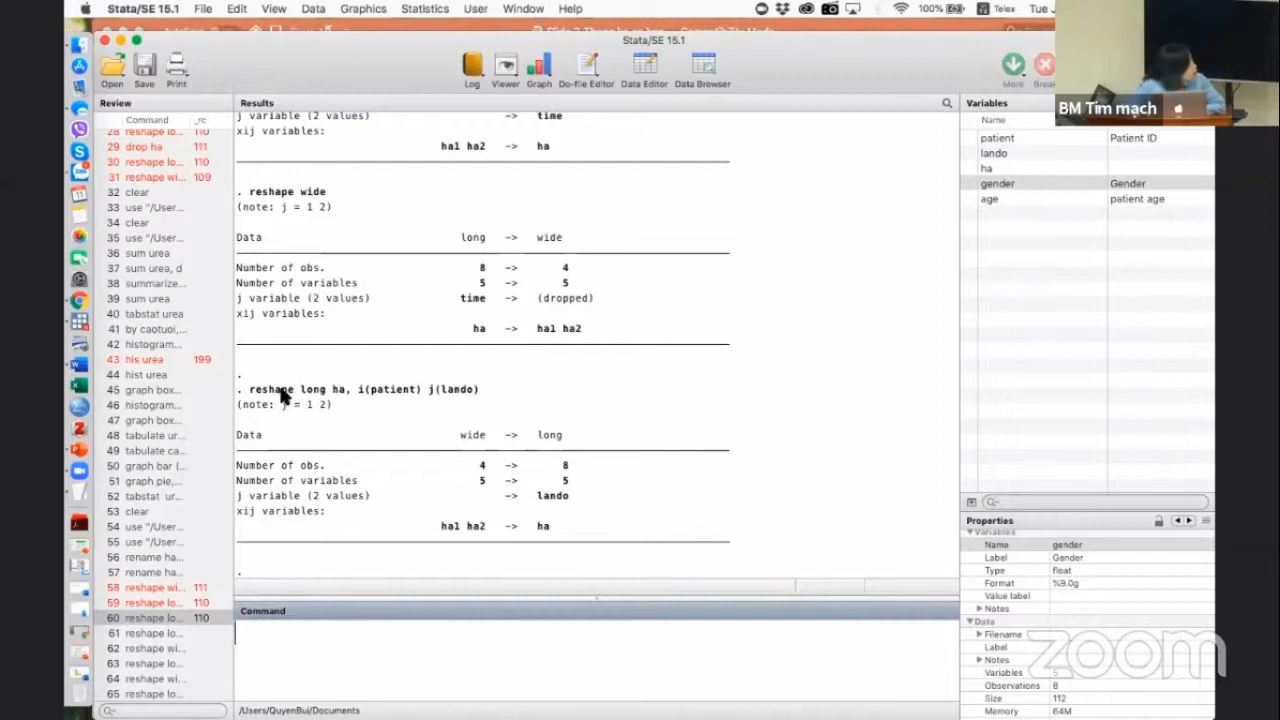 Stata/SE 15.1 File Edit View Data Graphics Statistics User Window Help 100% Telex Tue
Stata/SE 15.1
Open Save Print Log Viewer Graph Do-file Editor Data Editor Data Browser More
BM Tim mach
Review Results Variables
Command _rc
28 reshape lo... 110
29 drop ha 111
30 reshape lo... 110
31 reshape wi... 109
32 clear
33 use "/User...
34 clear
35 use "/User...
36 sum urea
37 sum urea, d
38 summarize...
39 sum urea
40 tabstat urea
41 by caotuoi,...
42 histogram...
43 his urea 199
44 hist urea
45 graph box...
46 histogram...
47 graph box...
48 tabulate ur...
49 tabulate ca...
50 graph bar (...
51 graph pie,...
52 tabstat ur...
53 clear
54 use "/User...
55 use "/User...
56 rename ha...
57 rename ha...
58 reshape wi... 111
59 reshape lo... 110
60 reshape lo... 110
61 reshape lo...
62 reshape wi...
63 reshape lo...
64 reshape wi...
65 reshape lo...
j variable (2 values) -> time
xij variables:
ha1 ha2 -> ha
. reshape wide
(note: j = 1 2)
Data long -> wide
Number of obs. 8 -> 4
Number of variables 5 -> 5
j variable (2 values) time -> (dropped)
xij variables:
ha -> ha1 ha2
.
. reshape long ha, i(patient) j(lando)
(note: j = 1 2)
Data wide -> long
Number of obs. 4 -> 8
Number of variables 5 -> 5
j variable (2 values) -> lando
xij variables:
ha1 ha2 -> ha
.
Command
/Users/QuyenBui/Documents
Name
patient Patient ID
lando
ha
gender Gender
age patient age
Properties
Variables
Name gender
Label Gender
Type float
Format %9.0g
Value label
Notes
Data
Filename
Label
Notes
Variables 5
Observations 8
Size 112
Memory 64M
zoom